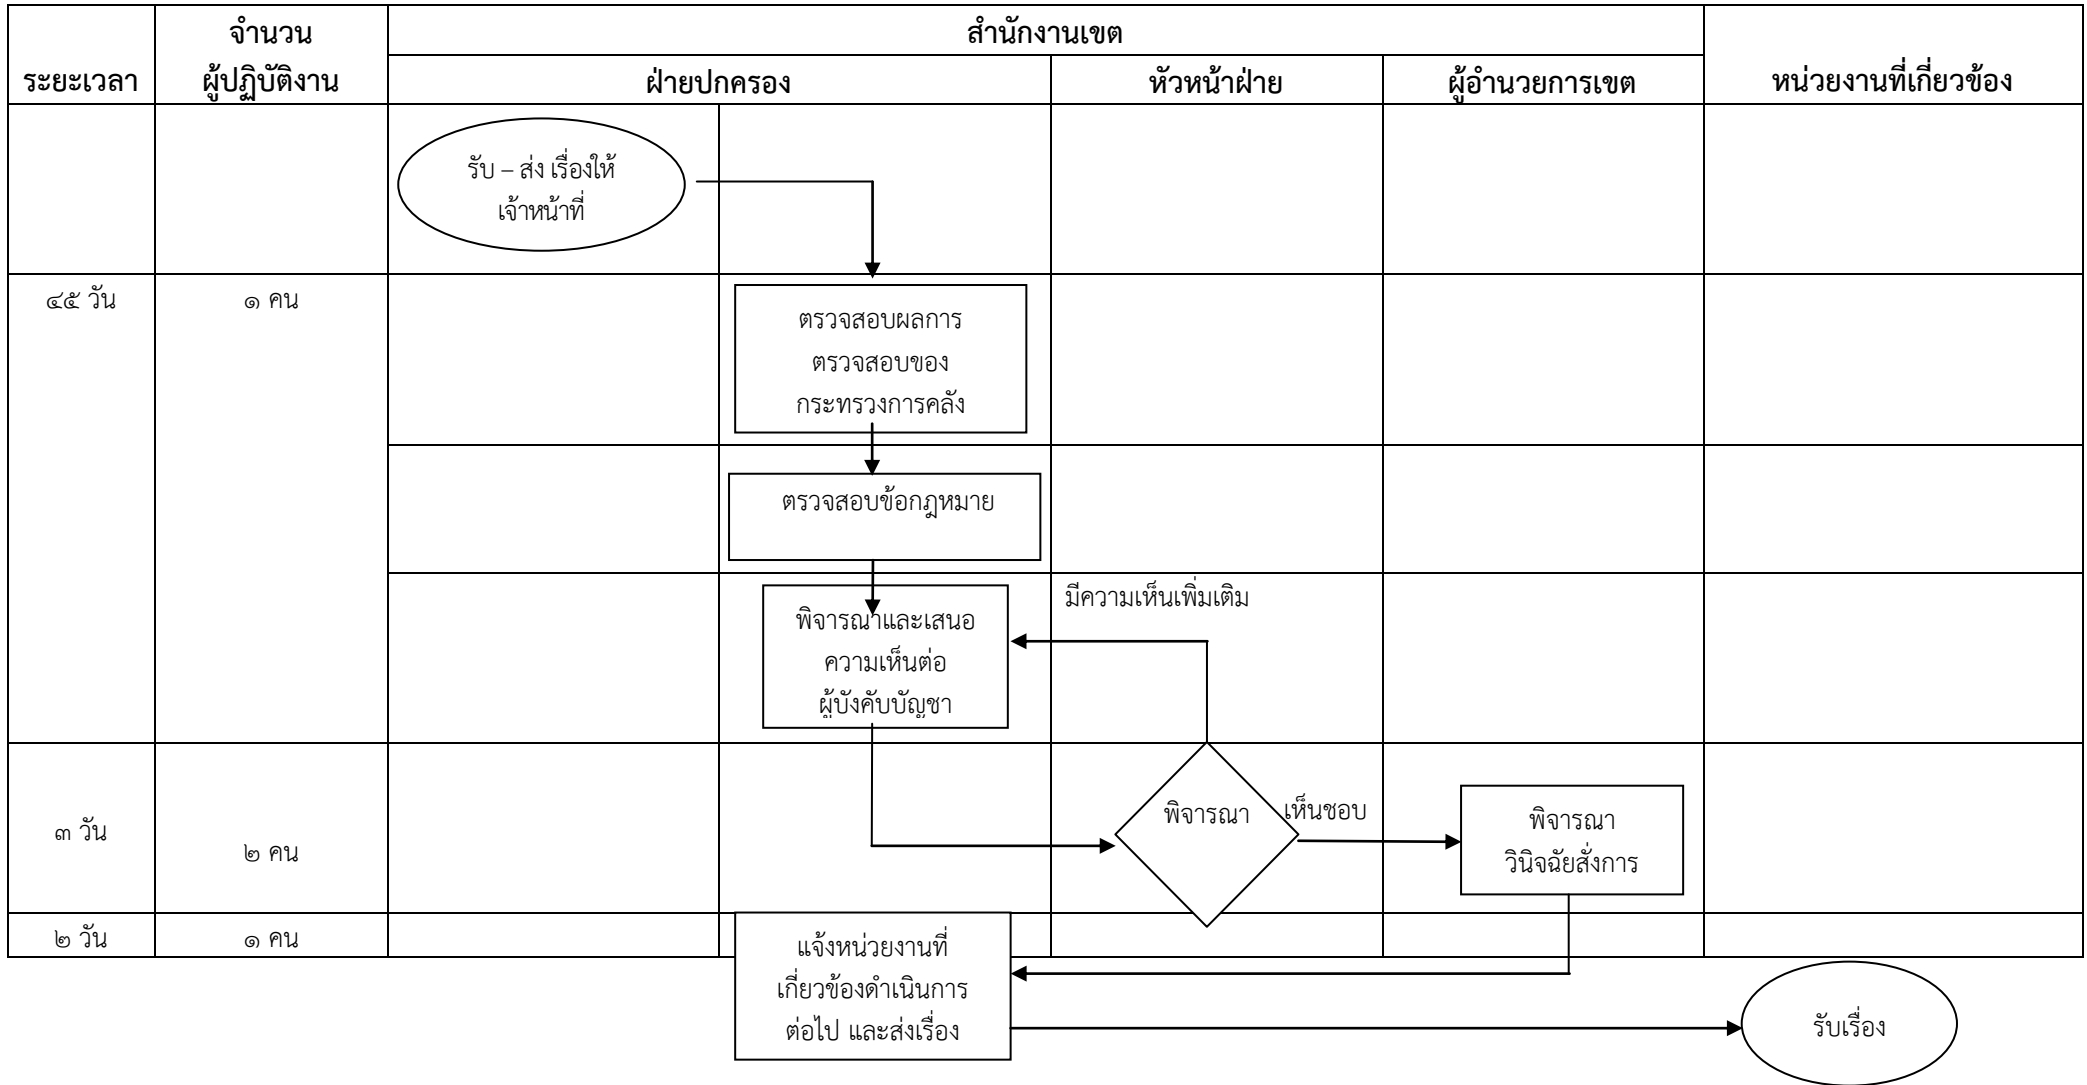 ระยะเวลา
จำนวน
ผู้ปฏิบัติงาน
สำนักงานเขต
ฝ่ายปกครอง
หัวหน้าฝ่าย
ผู้อำนวยการเขต
หน่วยงานที่เกี่ยวข้อง
รับ – ส่ง เรื่องให้
เจ้าหน้าที่
๔๕ วัน
๑ คน
ตรวจสอบผลการ
ตรวจสอบของ
กระทรวงการคลัง
ตรวจสอบข้อกฎหมาย
พิจารณาและเสนอ
ความเห็นต่อ
ผู้บังคับบัญชา
มีความเห็นเพิ่มเติม
๓ วัน
๒ คน
พิจารณา
เห็นชอบ
พิจารณา
วินิจฉัยสั่งการ
๒ วัน
๑ คน
แจ้งหน่วยงานที่
เกี่ยวข้องดำเนินการ
ต่อไป และส่งเรื่อง
รับเรื่อง